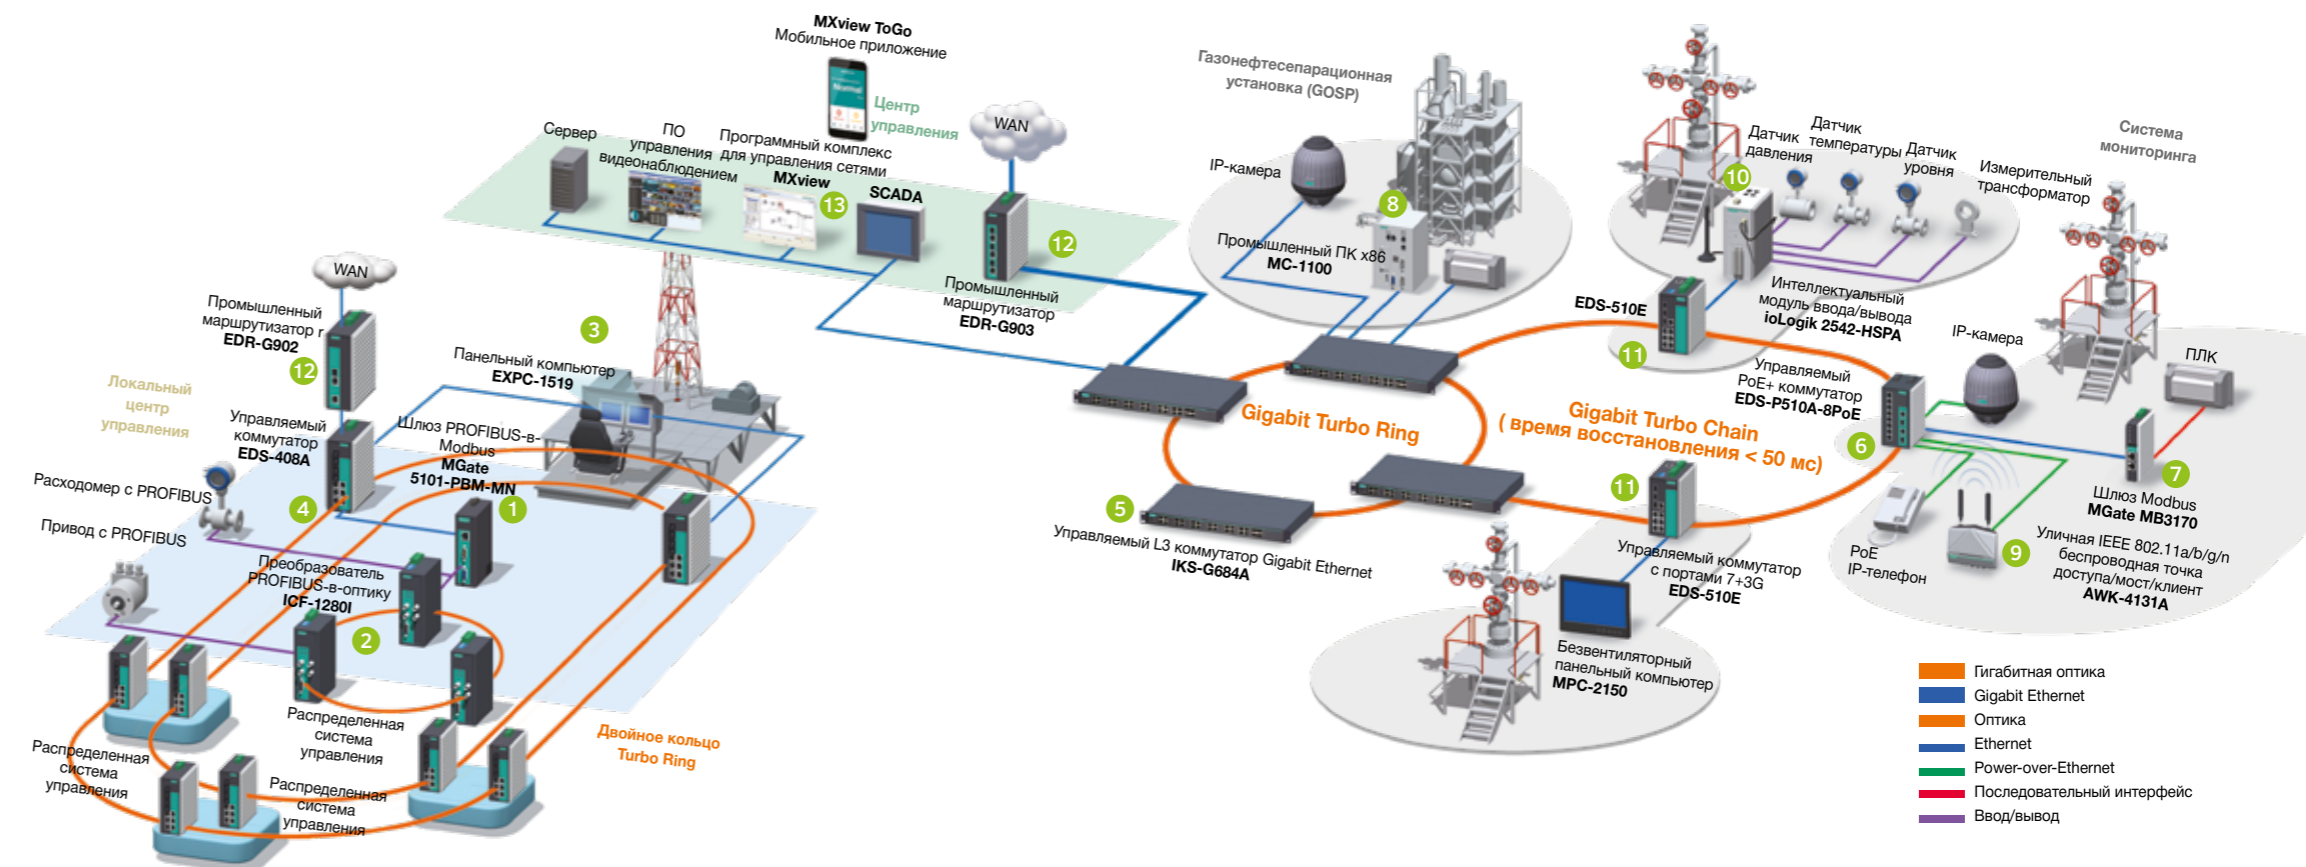 MXview ToGo
Мобильное приложение
Центр
управления
Сервер
ПО
управления
видеонаблюдением
Программный комплекс
для управления сетями
MXview
13
SCADA
WAN
12
Промышленный
маршрутизатор
EDR-G903
WAN
Промышленный
маршрутизатор r
EDR-G902
12
Локальный
центр
управления
3
Панельный компьютер
EXPC-1519
Управляемый
коммутатор
EDS-408A
4
Шлюз PROFIBUS-в-
Modbus
MGate
5101-PBM-MN
1
Расходомер с PROFIBUS
Привод с PROFIBUS
Преобразователь
PROFIBUS-в-оптику
ICF-1280I
2
Распределенная
система
управления
Распределенная
система
управления
Распределенная
система
управления
Двойное кольцо
Turbo Ring
Газонефтесепарационная
установка (GOSP)
IP-камера
8
Промышленный ПК x86
MC-1100
Gigabit Turbo Ring
5
Управляемый L3 коммутатор Gigabit Ethernet
IKS-G684A
Gigabit Turbo Chain
( время восстановления < 50 мс)
EDS-510E
11
10
Датчик
давления
Датчик
температуры
Датчик
уровня
Измерительный
трансформатор
Интеллектуальный
модуль ввода/вывода
ioLogik 2542-HSPA
Система
мониторинга
Управляемый
PoE+ коммутатор
EDS-P510A-8PoE
6
IP-камера
ПЛК
7
Шлюз Modbus
MGate MB3170
PoE
IP-телефон
9
Уличная IEEE 802.11a/b/g/n
беспроводная точка
доступа/мост/клиент
AWK-4131A
11
Управляемый коммутатор
с портами 7+3G
EDS-510E
Безвентиляторный
панельный компьютер
MPC-2150
Гигабитная оптика
Gigabit Ethernet
Оптика
Ethernet
Power-over-Ethernet
Последовательный интерфейс
Ввод/вывод